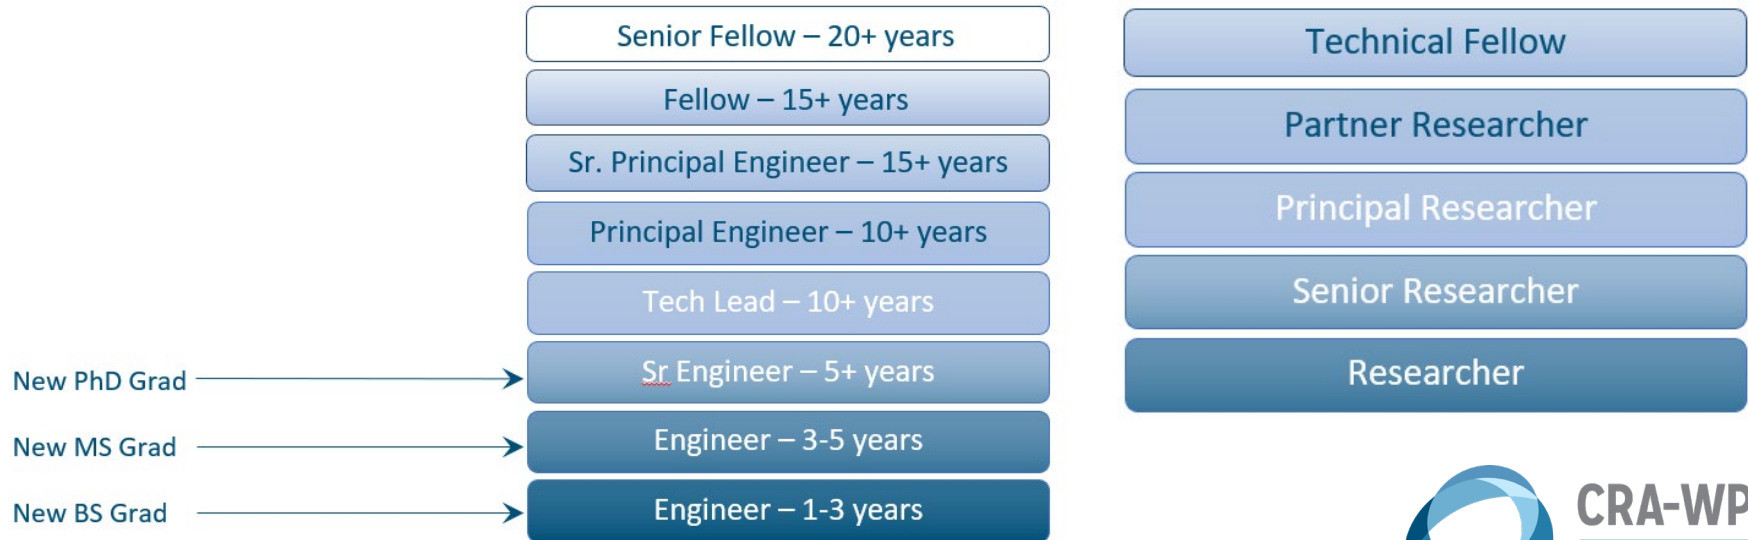 Senior Fellow – 20+ years
Fellow – 15+ years
Sr. Principal Engineer – 15+ years
Principal Engineer – 10+ years
Tech Lead – 10+ years
New PhD Grad
Sr Engineer – 5+ years
New MS Grad
Engineer – 3-5 years
New BS Grad
Engineer – 1-3 years
Technical Fellow
Partner Researcher
Principal Researcher
Senior Researcher
Researcher
CRA-WP